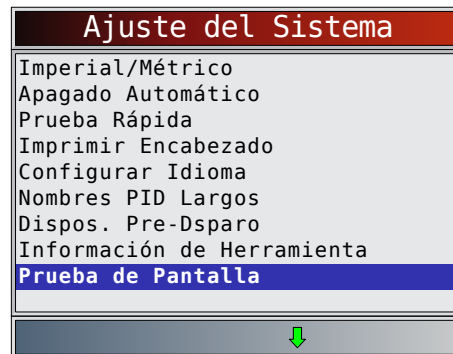 Ajuste del Sistema
Imperial/Métrico
Apagado Automático
Prueba Rápida
Imprimir Encabezado
Configurar Idioma
Nombres PID Largos
Dispos. Pre-Dsparo
Información de Herramienta
Prueba de Pantalla